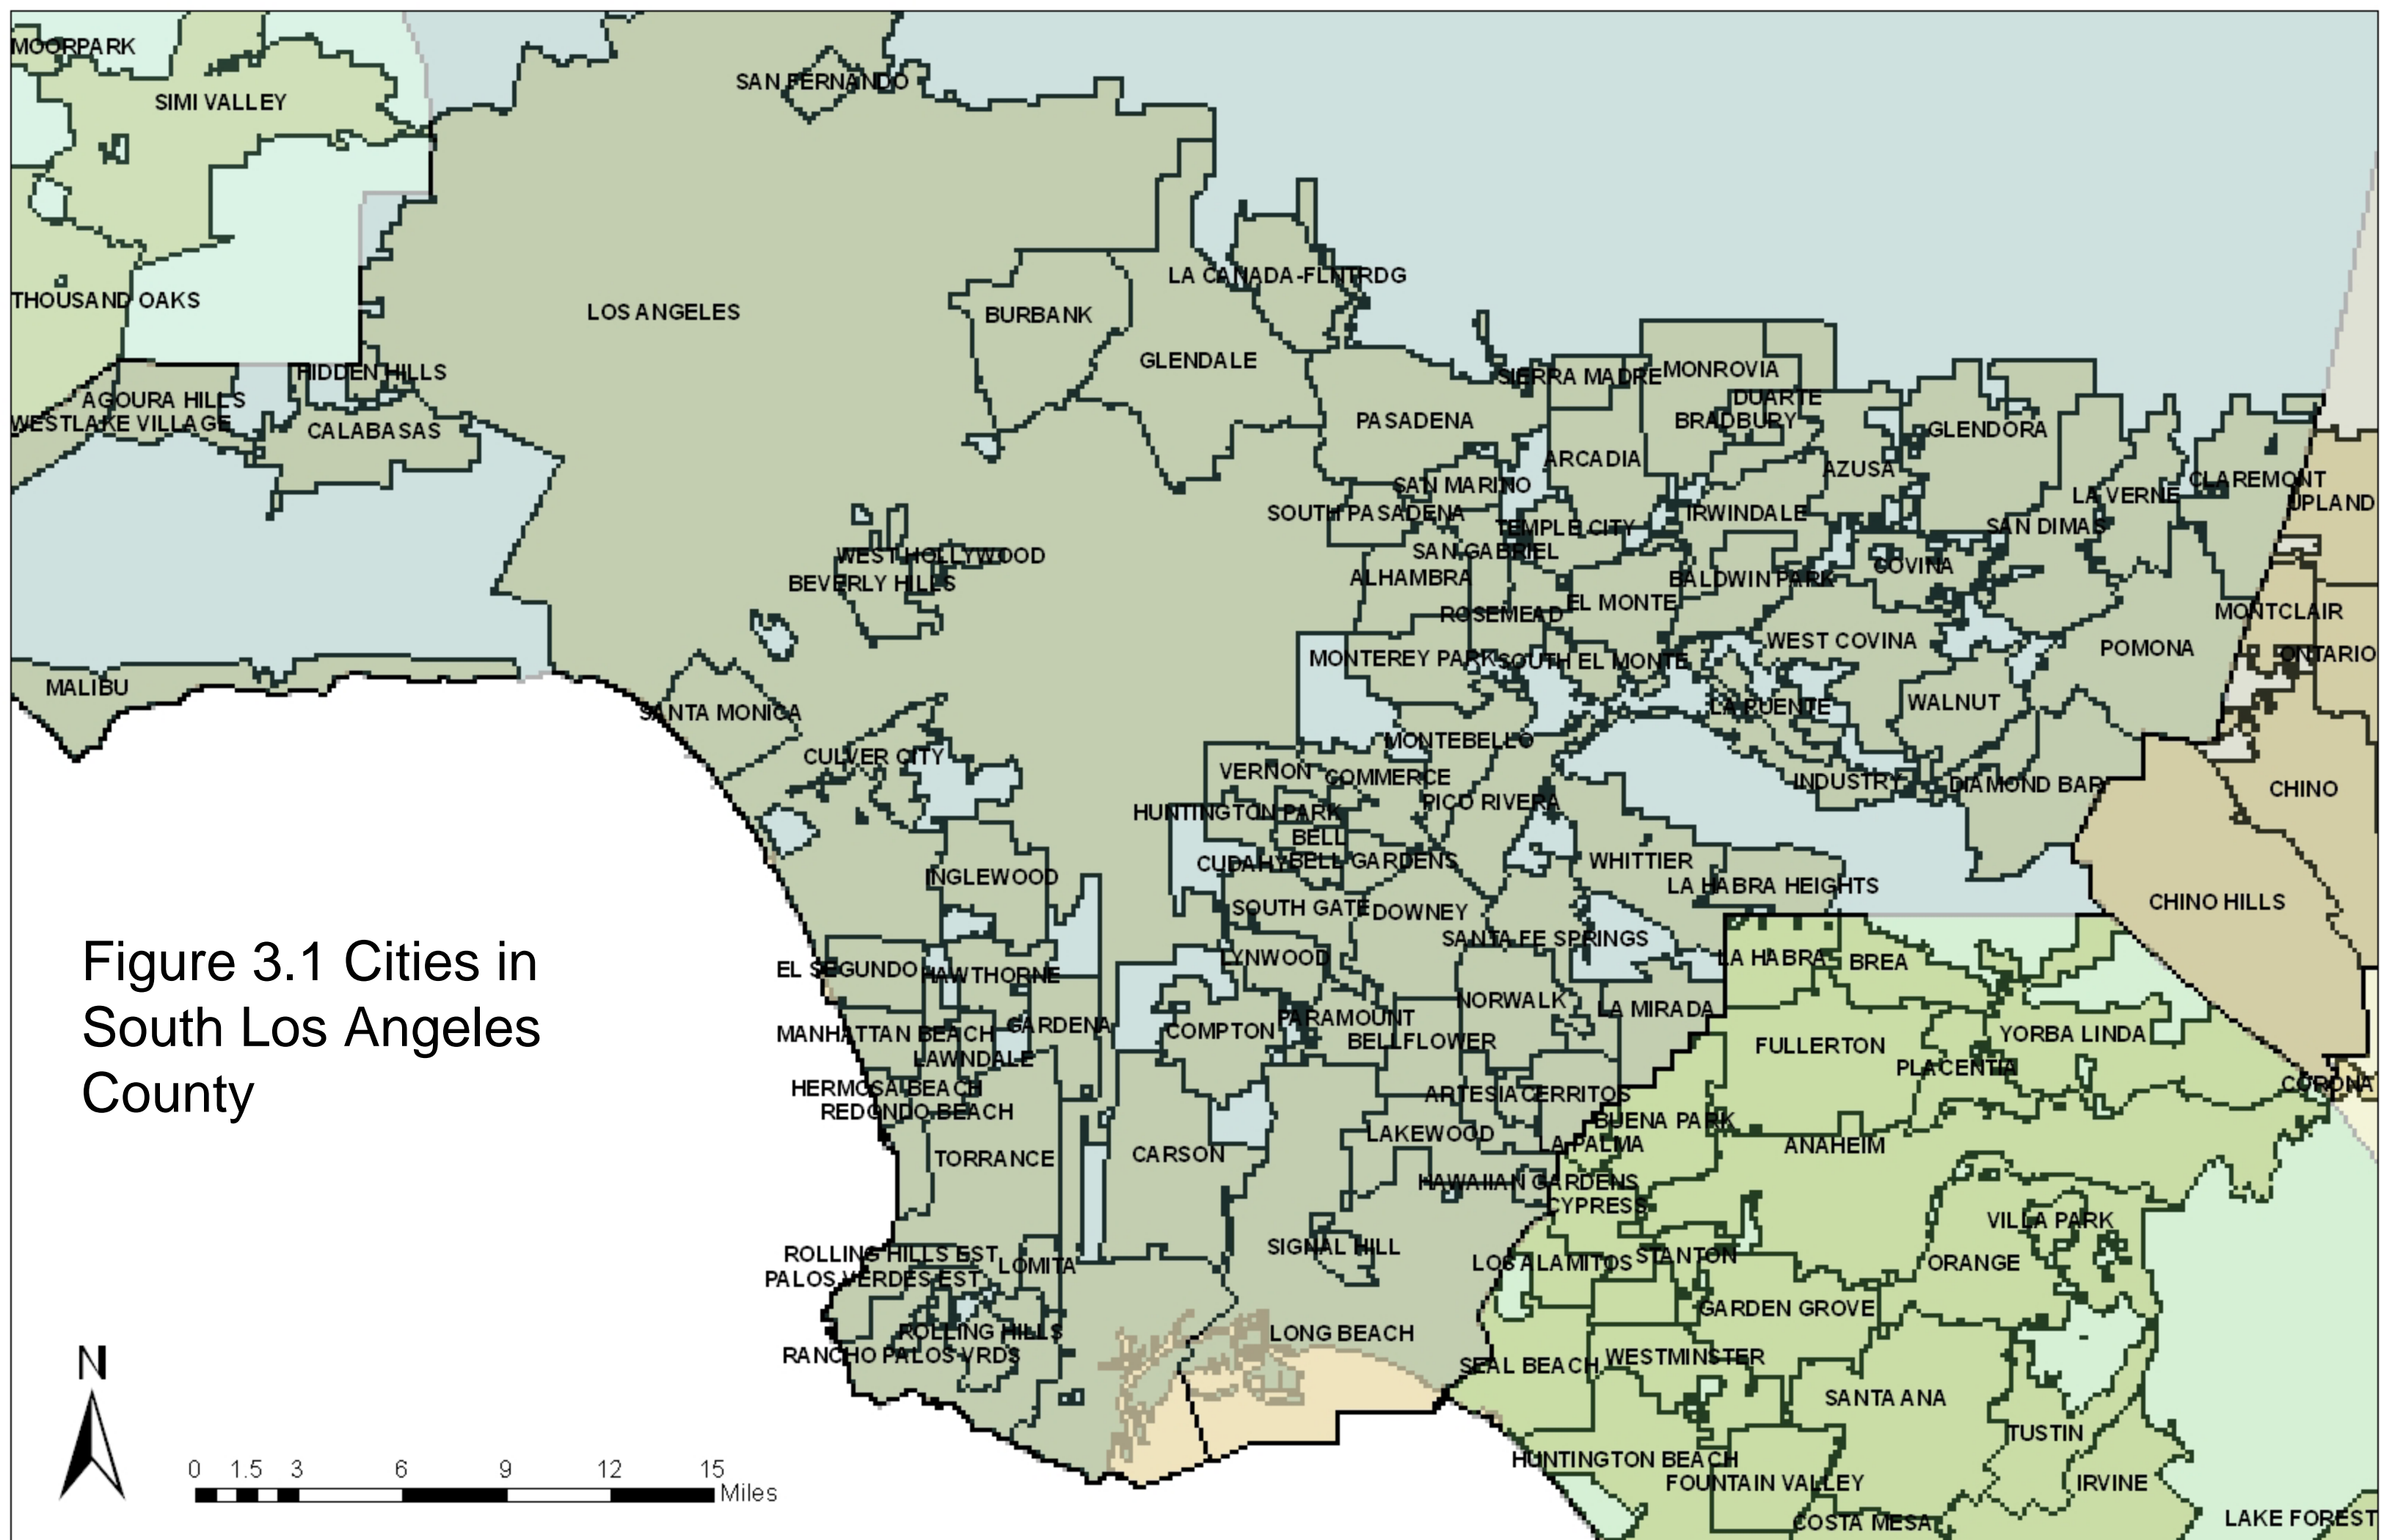 MOORPARK
SAN FERNANDO
SIMI VALLEY
LA CANADA-FLNTRDG
THOUSAND OAKS
LOS ANGELES
BURBANK
GLENDALE
HIDDEN HILLS
SIERRA MADRE
MONROVIA
AGOURA HILLS
DUARTE
WESTLAKE VILLAGE
CALABASAS
PASADENA
BRADBURY
GLENDORA
ARCADIA
AZUSA
SAN MARINO
LA VERNE
CLAREMONT
UPLAND
SOUTH PASADENA
TEMPLE CITY
IRWINDALE
SAN DIMAS
WEST HOLLYWOOD
SAN GABRIEL
COVINA
BEVERLY HILLS
ALHAMBRA
BALDWIN PARK
ROSEMEAD
EL MONTE
MONTCLAIR
WEST COVINA
POMONA
ONTARIO
MONTEREY PARK
SOUTH EL MONTE
MALIBU
SANTA MONICA
LA PUENTE
WALNUT
MONTEBELLO
CULVER CITY
VERNON
COMMERCE
INDUSTRY
DIAMOND BAR
CHINO
HUNTINGTON PARK
PICO RIVERA
BELL
CUDAHY
BELL GARDENS
WHITTIER
INGLEWOOD
LA HABRA HEIGHTS
CHINO HILLS
SOUTH GATE
DOWNEY
SANTA FE SPRINGS
Figure 3.1 Cities in
South Los Angeles
County
EL SEGUNDO
HAWTHORNE
LYNWOOD
LA HABRA
BREA
NORWALK
LA MIRADA
MANHATTAN BEACH
GARDENA
COMPTON
PARAMOUNT
BELLFLOWER
FULLERTON
YORBA LINDA
LAWNDALE
PLACENTIA
CORONA
HERMOSA BEACH
REDONDO BEACH
ARTESIA
CERRITOS
BUENA PARK
LAKEWOOD
LA PALMA
ANAHEIM
TORRANCE
CARSON
HAWAIIAN GARDENS
CYPRESS
VILLA PARK
ROLLING HILLS EST
LOMITA
SIGNAL HILL
LOS ALAMITOS
STANTON
ORANGE
PALOS VERDES EST
GARDEN GROVE
ROLLING HILLS
LONG BEACH
RANCHO PALOS VRDS
SEAL BEACH
WESTMINSTER
SANTA ANA
TUSTIN
HUNTINGTON BEACH
FOUNTAIN VALLEY
IRVINE
COSTA MESA
LAKE FOREST
N
0 1.5 3 6 9 12 15
Miles